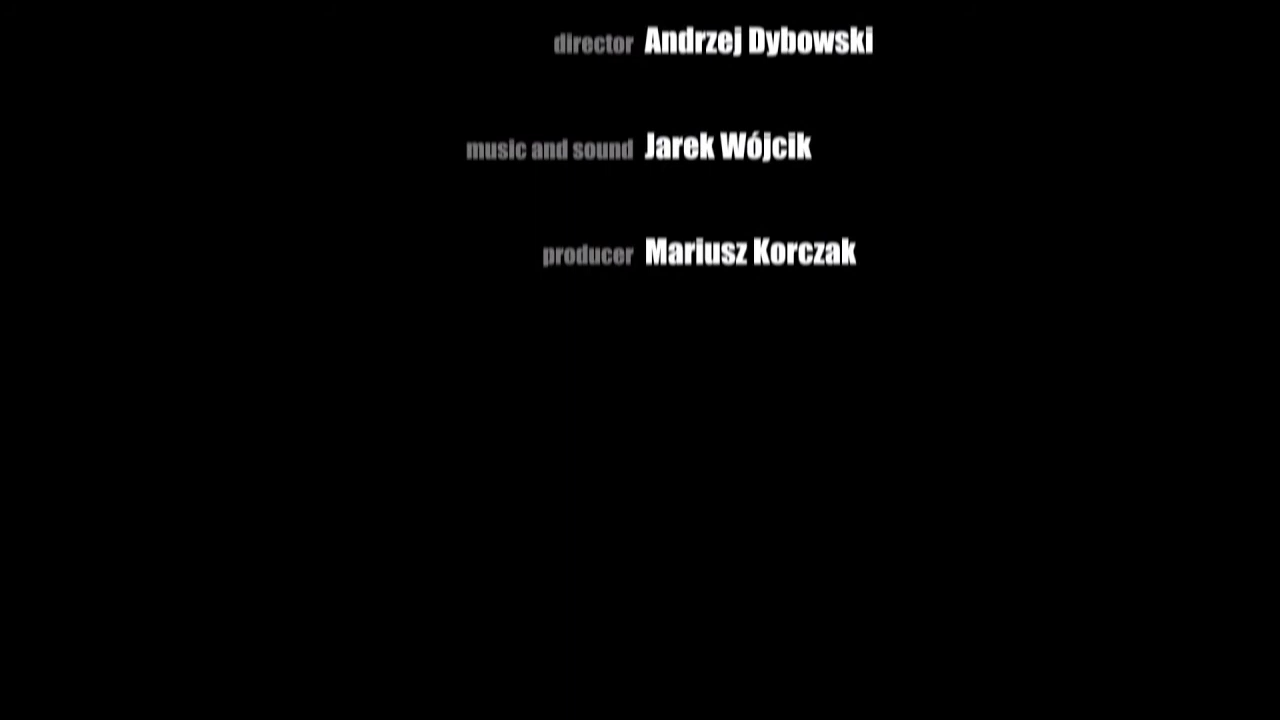 director Andrzej Dybowski
music and sound Jarek Wójcik
producer Mariusz Korczak